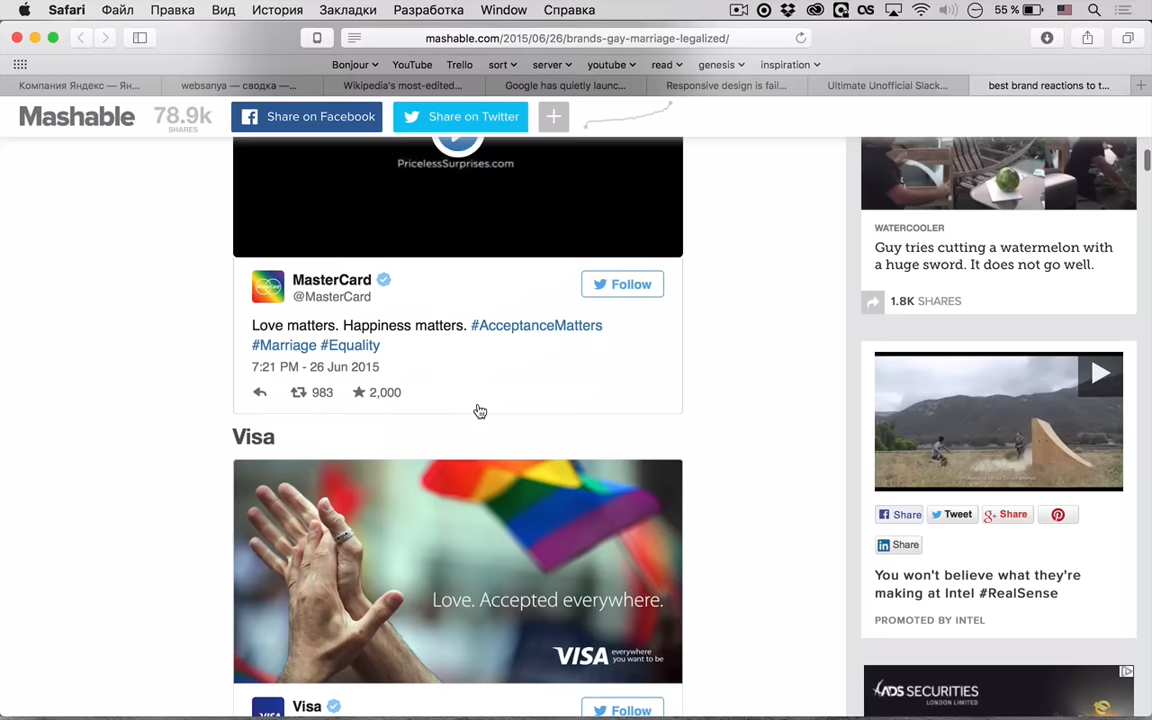 Safari Файл Правка Вид История Закладки Разработка Window Справка 55 %
mashable.com/2015/06/26/brands-gay-marriage-legalized/
Bonjour YouTube Trello sort server youtube read genesis inspiration
Компания Яндекс — Ян... websanya — сводка —... Wikipedia's most-edited... Google has quietly launc... Responsive design is fail... Ultimate Unofficial Slack... best brand reactions to t...
Mashable 78.9k SHARES Share on Facebook Share on Twitter
PricelessSurprises.com
MasterCard
@MasterCard
Follow
Love matters. Happiness matters. #AcceptanceMatters
#Marriage #Equality
7:21 PM - 26 Jun 2015
983 2,000
Visa
Love. Accepted everywhere.
VISA everywhere
you want to be
Visa
VISA
Follow
WATERCOOLER
Guy tries cutting a watermelon with
a huge sword. It does not go well.
1.8K SHARES
Share Tweet Share
Share
You won't believe what they're
making at Intel #RealSense
PROMOTED BY INTEL
ADS SECURITIES
LONDON LIMITED